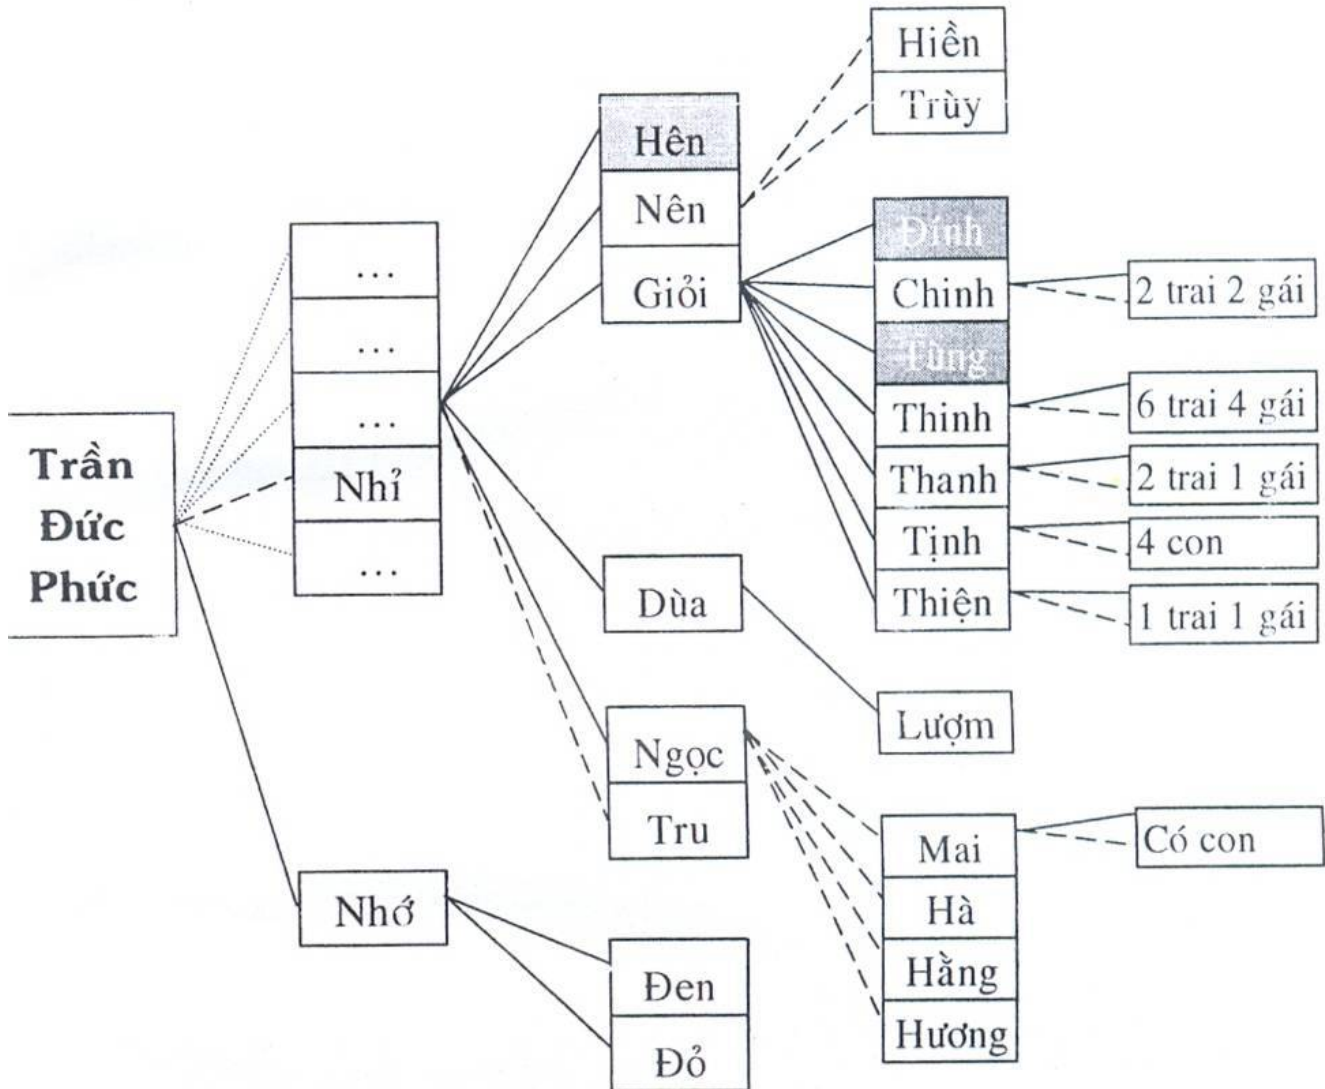 Trần
Đức
Phức
...
...
...
Nhỉ
...
Nhớ
Hên
Nên
Giỏi
Dùa
Ngọc
Tru
Đen
Đỏ
Hiền
Trùy
Đính
Chinh
Tùng
Thinh
Thanh
Tịnh
Thiện
Lượm
Mai
Hà
Hằng
Hương
2 trai 2 gái
6 trai 4 gái
2 trai 1 gái
4 con
1 trai 1 gái
Có con